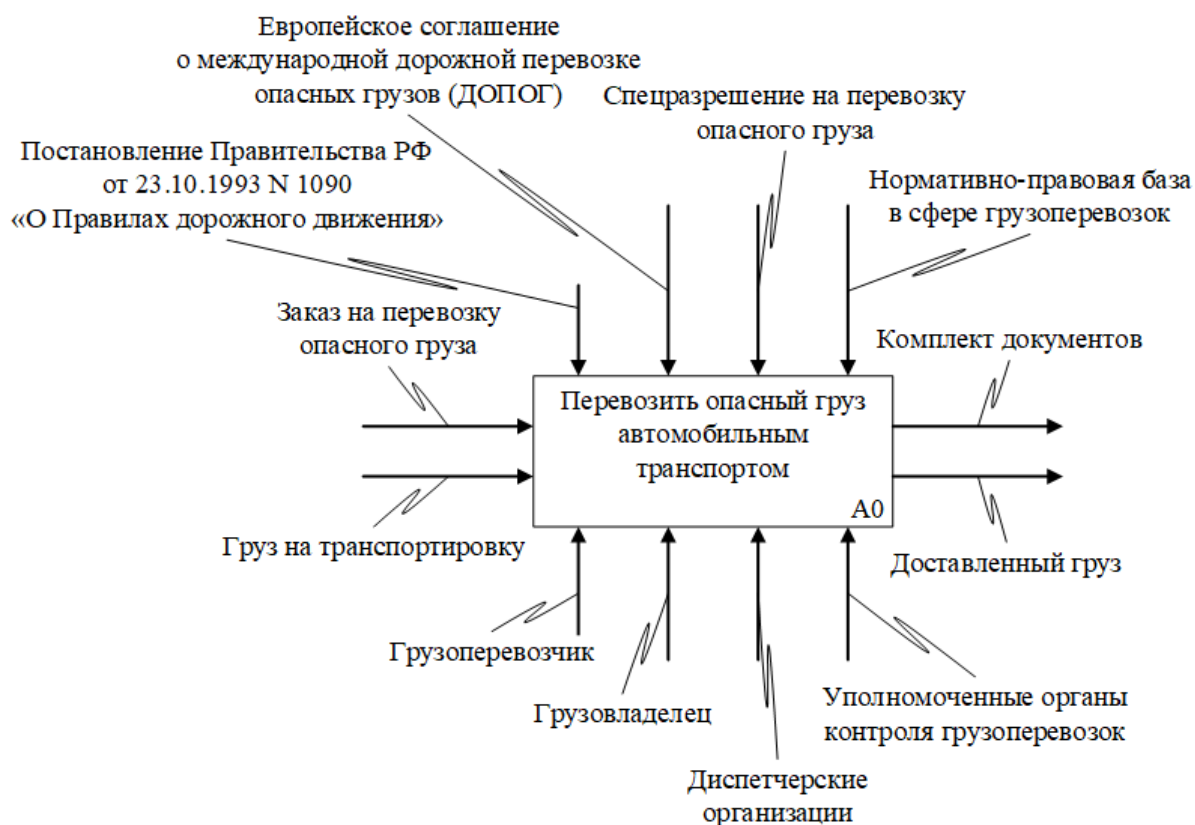 Европейское соглашение
о международной дорожной перевозке
опасных грузов (ДОПОГ)
Спецразрешение на перевозку
опасного груза
Постановление Правительства РФ
от 23.10.1993 N 1090
«О Правилах дорожного движения»
Нормативно-правовая база
в сфере грузоперевозок
Заказ на перевозку
опасного груза
Комплект документов
Перевозить опасный груз
автомобильным
транспортом
A0
Груз на транспортировку
Доставленный груз
Грузоперевозчик
Грузовладелец
Уполномоченные органы
контроля грузоперевозок
Диспетчерские
организации